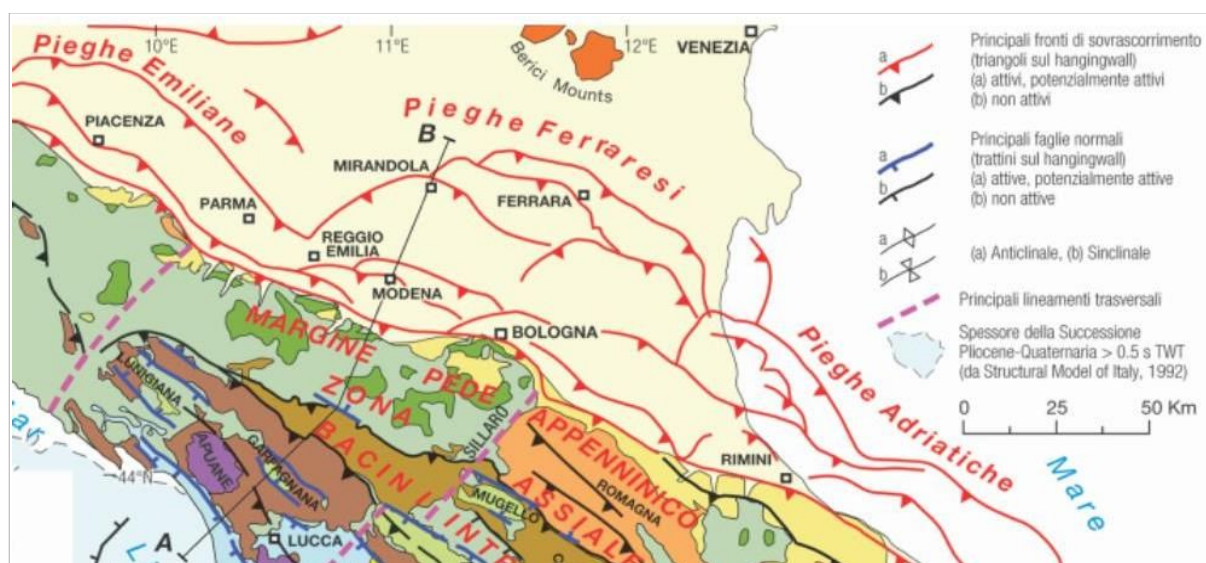 10°E
11°E
12°E
VENEZIA
Berici Mounts
Pieghe Emiliane
Pieghe Ferraresi
PIACENZA
B
MIRANDOLA
FERRARA
PARMA
REGGIO
EMILIA
MODENA
BOLOGNA
MARGINE PEDE APPENNINICO
ZONA ASSIALE
BACINI INTE
LUNIGIANA
APUANE
GARFAGNANA
SILLARO
MUGELLO
ROMAGNA
RIMINI
Pieghe Adriatiche
Mare
44°N
A
LUCCA
L
a
b
Principali fronti di sovrascorrimento
(triangoli sul hangingwall)
(a) attivi, potenzialmente attivi
(b) non attivi
a
b
Principali faglie normali
(trattini sul hangingwall)
(a) attive, potenzialmente attive
(b) non attive
a
b
(a) Anticlinale, (b) Sinclinale
Principali lineamenti trasversali
Spessore della Successione
Pliocene-Quaternaria > 0.5 s TWT
(da Structural Model of Italy, 1992)
0 25 50 Km